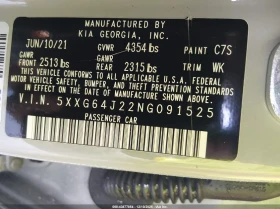 MANUFACTURED BY
KIA GEORGIA, INC.
JUN/10/21 GVWR 4354 lbs PAINT C7S
GAWR FRONT 2513 lbs GAWR REAR 2315 lbs TRIM WK
THIS VEHICLE CONFORMS TO ALL APPLICABLE U.S. FEDERAL
MOTOR VEHICLE SAFETY, BUMPER, AND THEFT PREVENTION STANDARDS
IN EFFECT ON THE DATE OF MANUFACTURE SHOWN ABOVE.
V.I.N. 5XXG64J22NG091525
PASSENGER CAR